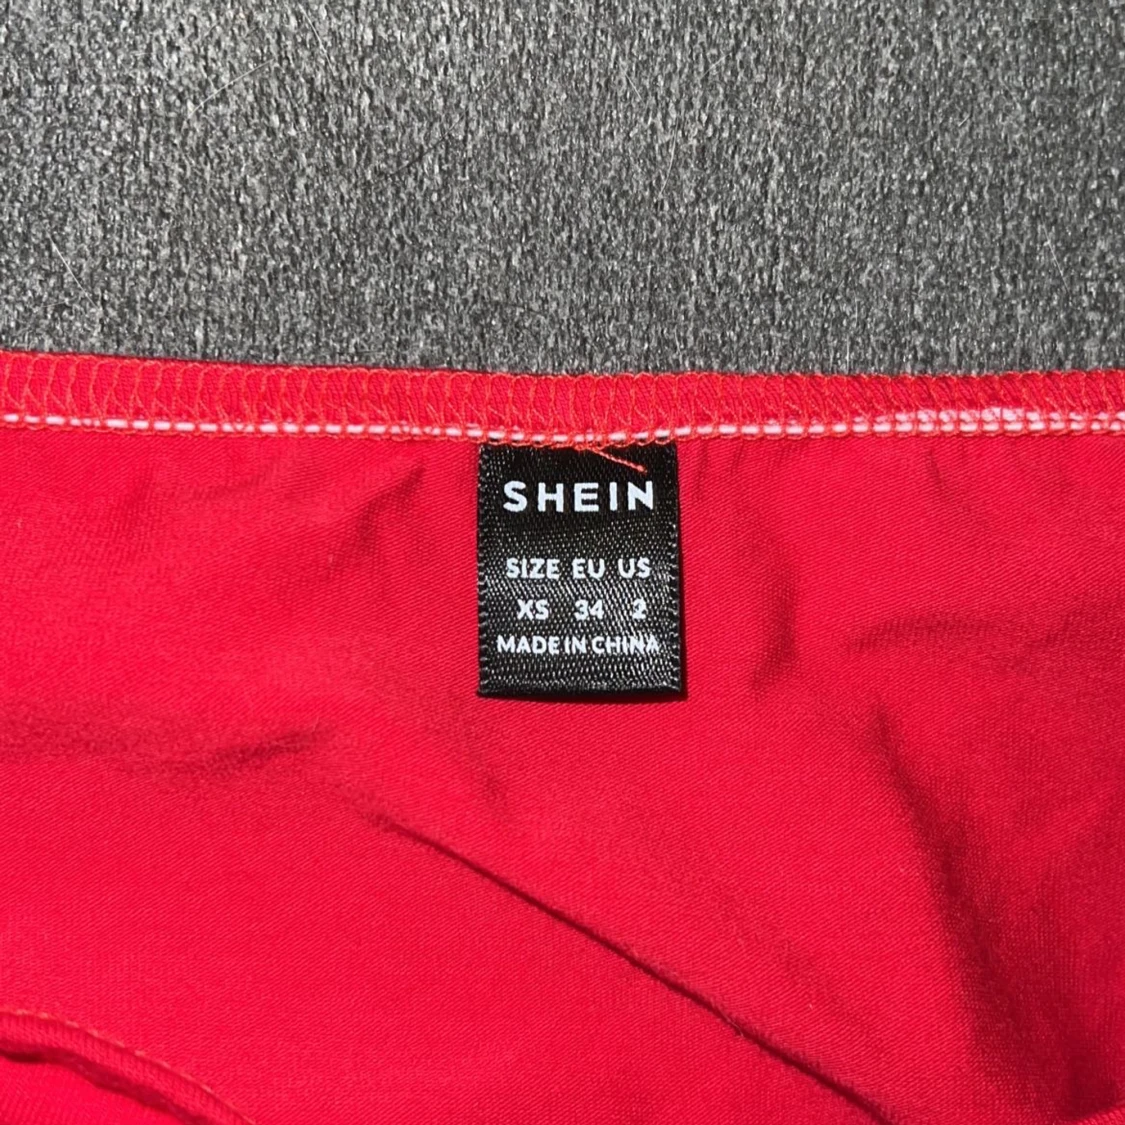 SHEIN
SIZE EU US
XS 34 2
MADE IN CHINA